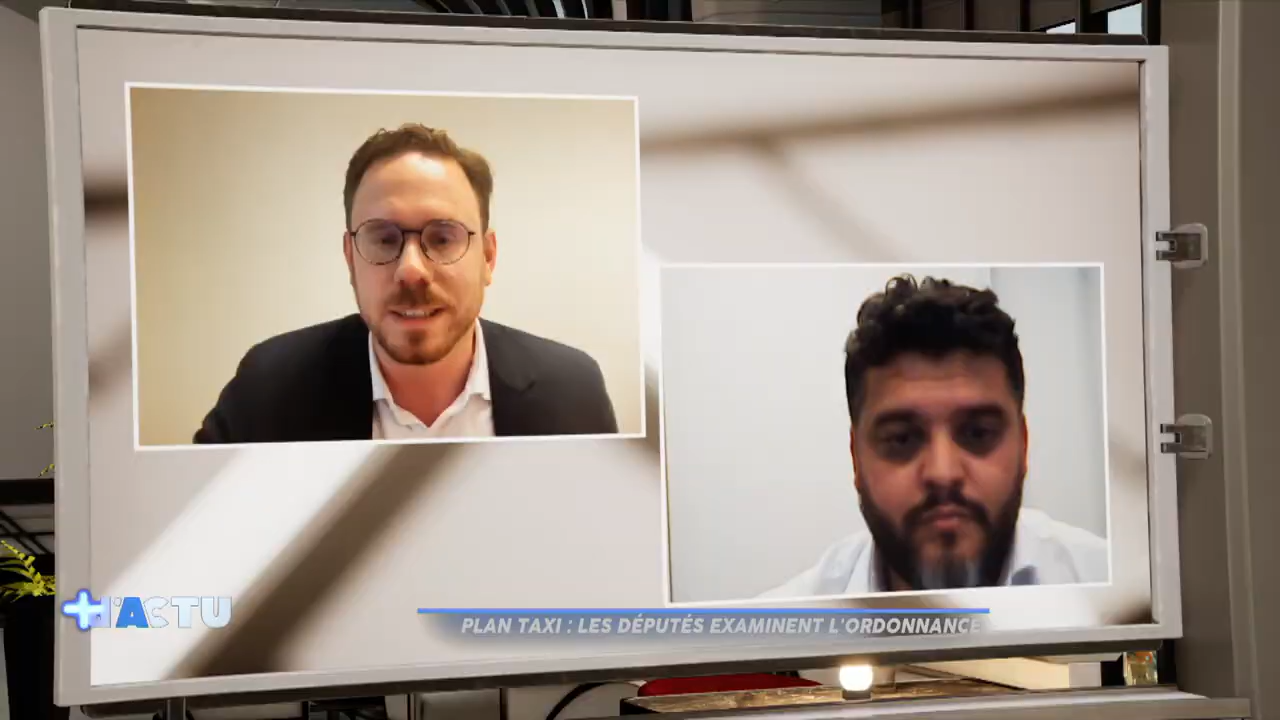 + D'ACTU
PLAN TAXI : LES DÉPUTÉS EXAMINENT L'ORDONNANCE